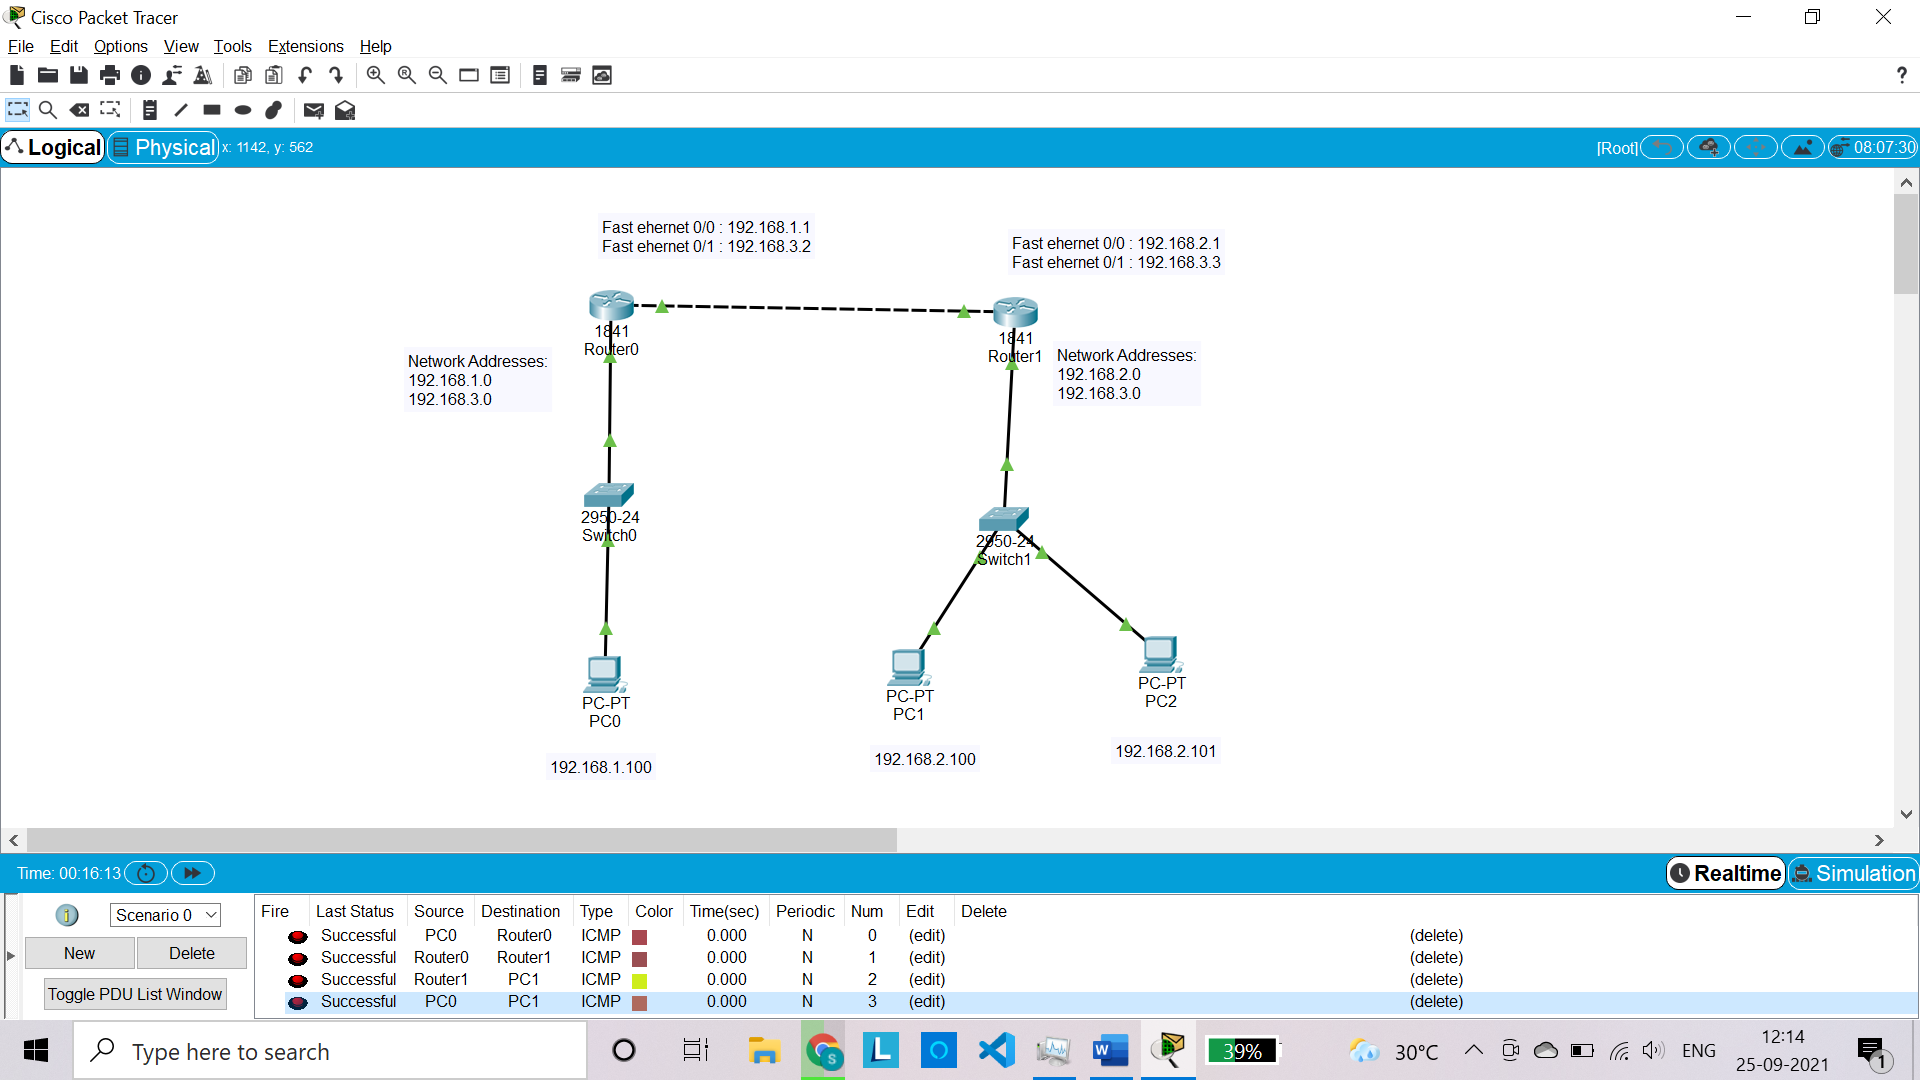 Cisco Packet Tracer
File Edit Options View Tools Extensions Help
?
Logical Physical x: 1142, y: 562 [Root] 08:07:30
Fast ehernet 0/0 : 192.168.1.1
Fast ehernet 0/1 : 192.168.3.2
Fast ehernet 0/0 : 192.168.2.1
Fast ehernet 0/1 : 192.168.3.3
1841
Router0
1841
Router1
Network Addresses:
192.168.1.0
192.168.3.0
Network Addresses:
192.168.2.0
192.168.3.0
2950-24
Switch0
2950-24
Switch1
PC-PT
PC0
PC-PT
PC1
PC-PT
PC2
192.168.1.100
192.168.2.100
192.168.2.101
Time: 00:16:13 Realtime Simulation
Scenario 0
New Delete
Toggle PDU List Window
Fire Last Status Source Destination Type Color Time(sec) Periodic Num Edit Delete
Successful PC0 Router0 ICMP 0.000 N 0 (edit) (delete)
Successful Router0 Router1 ICMP 0.000 N 1 (edit) (delete)
Successful Router1 PC1 ICMP 0.000 N 2 (edit) (delete)
Successful PC0 PC1 ICMP 0.000 N 3 (edit) (delete)
Type here to search
S
L
W
39%
30°C
ENG
12:14
25-09-2021
1